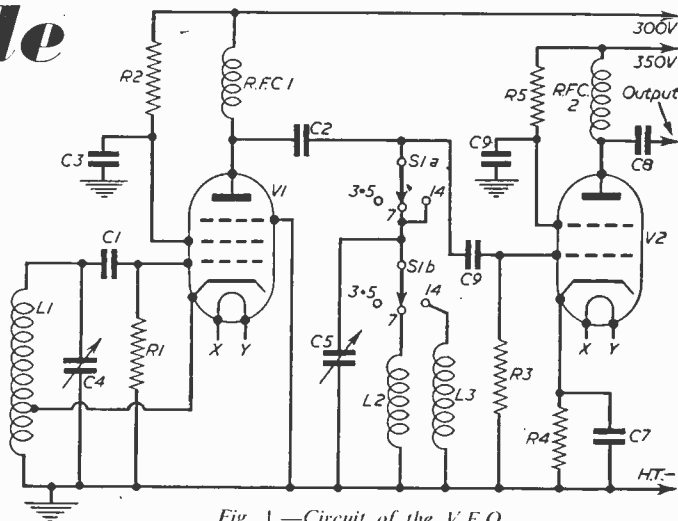 de
300V
350V
R2
R.F.C 1
R5
R.F.C. 2
Output
C3
C2
C9
C8
S1a
3•5
14
7
V1
V2
C1
S1b
C9
3•5
14
7
L1
C4
R1
X Y
C5
L2
L3
R3
X Y
R4
C7
H.T.-
Fig. 1.—Circuit of the V.F.O.